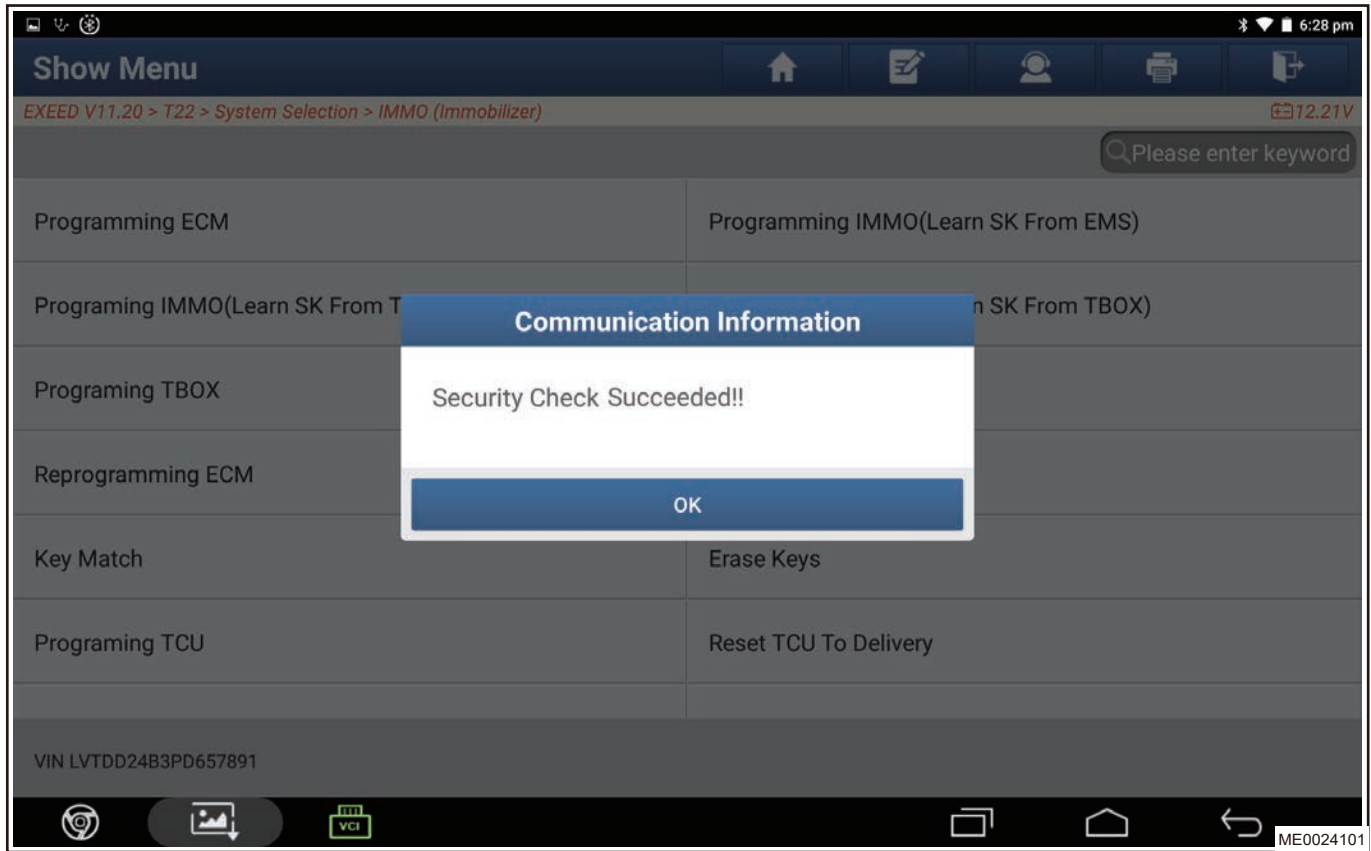 6:28 pm
Show Menu
EXEED V11.20 > T22 > System Selection > IMMO (Immobilizer)
12.21V
Please enter keyword
Programming ECM
Programming IMMO(Learn SK From EMS)
Programing IMMO(Learn SK From T
n SK From TBOX)
Communication Information
Programing TBOX
Security Check Succeeded!!
Reprogramming ECM
OK
Key Match
Erase Keys
Programing TCU
Reset TCU To Delivery
VIN LVTDD24B3PD657891
VCI
ME0024101